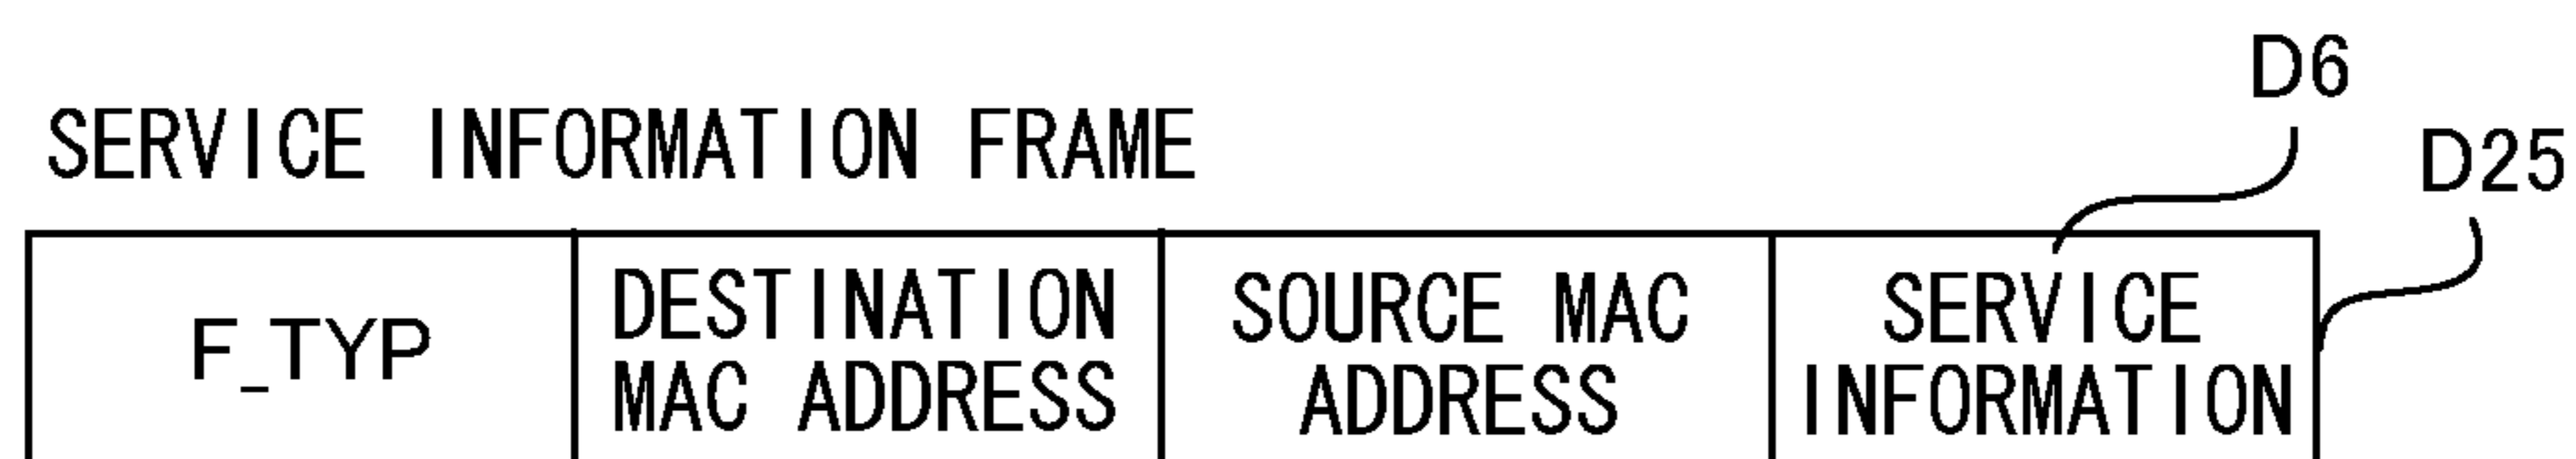 D6
SERVICE INFORMATION FRAME
D25
F_TYP
DESTINATION
MAC ADDRESS
SOURCE MAC
ADDRESS
SERVICE
INFORMATION